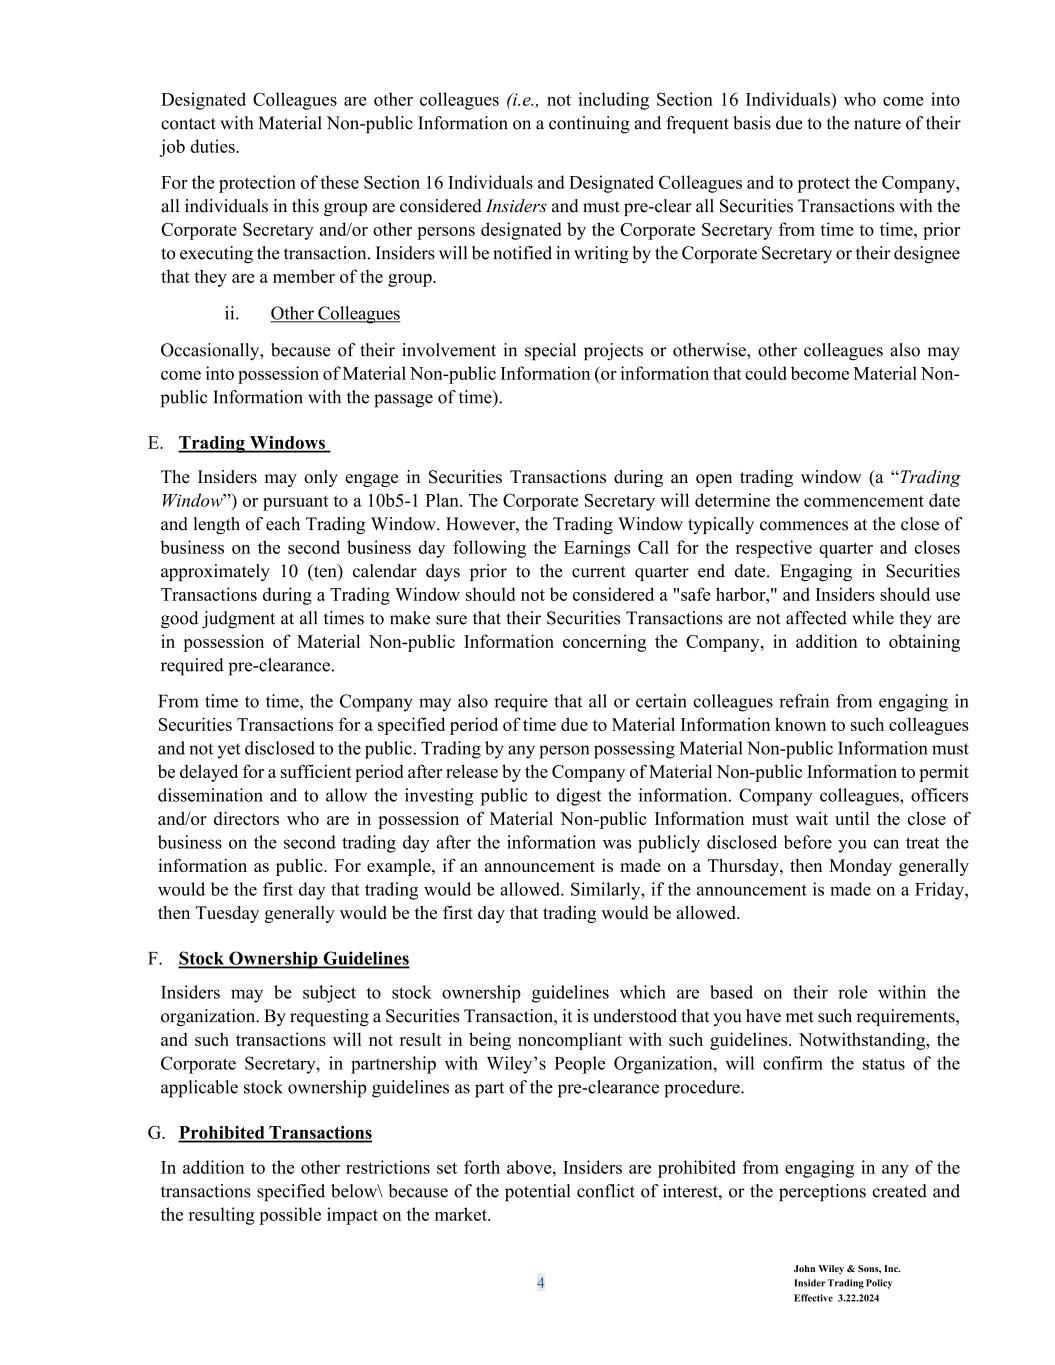 Designated Colleagues are other colleagues (i.e., not including Section 16 Individuals) who come into
contact with Material Non-public Information on a continuing and frequent basis due to the nature of their
job duties.
For the protection of these Section 16 Individuals and Designated Colleagues and to protect the Company,
all individuals in this group are considered Insiders and must pre-clear all Securities Transactions with the
Corporate Secretary and/or other persons designated by the Corporate Secretary from time to time, prior
to executing the transaction. Insiders will be notified in writing by the Corporate Secretary or their designee
that they are a member of the group.
ii. Other Colleagues
Occasionally, because of their involvement in special projects or otherwise, other colleagues also may
come into possession of Material Non-public Information (or information that could become Material Non-
public Information with the passage of time).
E. Trading Windows
The Insiders may only engage in Securities Transactions during an open trading window (a “Trading
Window”) or pursuant to a 10b5-1 Plan. The Corporate Secretary will determine the commencement date
and length of each Trading Window. However, the Trading Window typically commences at the close of
business on the second business day following the Earnings Call for the respective quarter and closes
approximately 10 (ten) calendar days prior to the current quarter end date. Engaging in Securities
Transactions during a Trading Window should not be considered a "safe harbor," and Insiders should use
good judgment at all times to make sure that their Securities Transactions are not affected while they are
in possession of Material Non-public Information concerning the Company, in addition to obtaining
required pre-clearance.
From time to time, the Company may also require that all or certain colleagues refrain from engaging in
Securities Transactions for a specified period of time due to Material Information known to such colleagues
and not yet disclosed to the public. Trading by any person possessing Material Non-public Information must
be delayed for a sufficient period after release by the Company of Material Non-public Information to permit
dissemination and to allow the investing public to digest the information. Company colleagues, officers
and/or directors who are in possession of Material Non-public Information must wait until the close of
business on the second trading day after the information was publicly disclosed before you can treat the
information as public. For example, if an announcement is made on a Thursday, then Monday generally
would be the first day that trading would be allowed. Similarly, if the announcement is made on a Friday,
then Tuesday generally would be the first day that trading would be allowed.
F. Stock Ownership Guidelines
Insiders may be subject to stock ownership guidelines which are based on their role within the
organization. By requesting a Securities Transaction, it is understood that you have met such requirements,
and such transactions will not result in being noncompliant with such guidelines. Notwithstanding, the
Corporate Secretary, in partnership with Wiley’s People Organization, will confirm the status of the
applicable stock ownership guidelines as part of the pre-clearance procedure.
G. Prohibited Transactions
In addition to the other restrictions set forth above, Insiders are prohibited from engaging in any of the
transactions specified below\ because of the potential conflict of interest, or the perceptions created and
the resulting possible impact on the market.
4
John Wiley & Sons, Inc.
Insider Trading Policy
Effective 3.22.2024